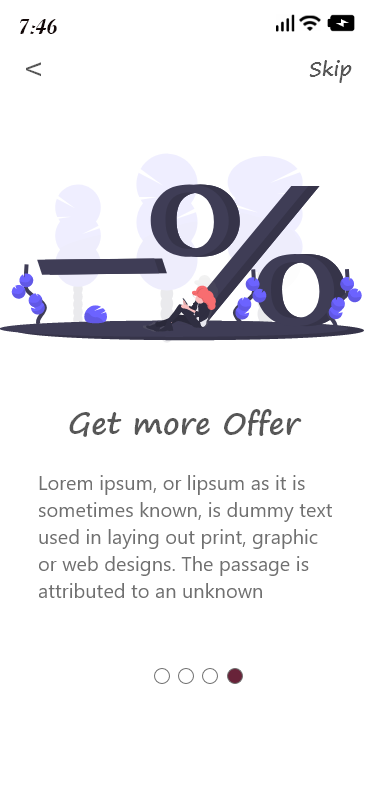 7:46
< Skip
-%
Get more Offer
Lorem ipsum, or lipsum as it is
sometimes known, is dummy text
used in laying out print, graphic
or web designs. The passage is
attributed to an unknown